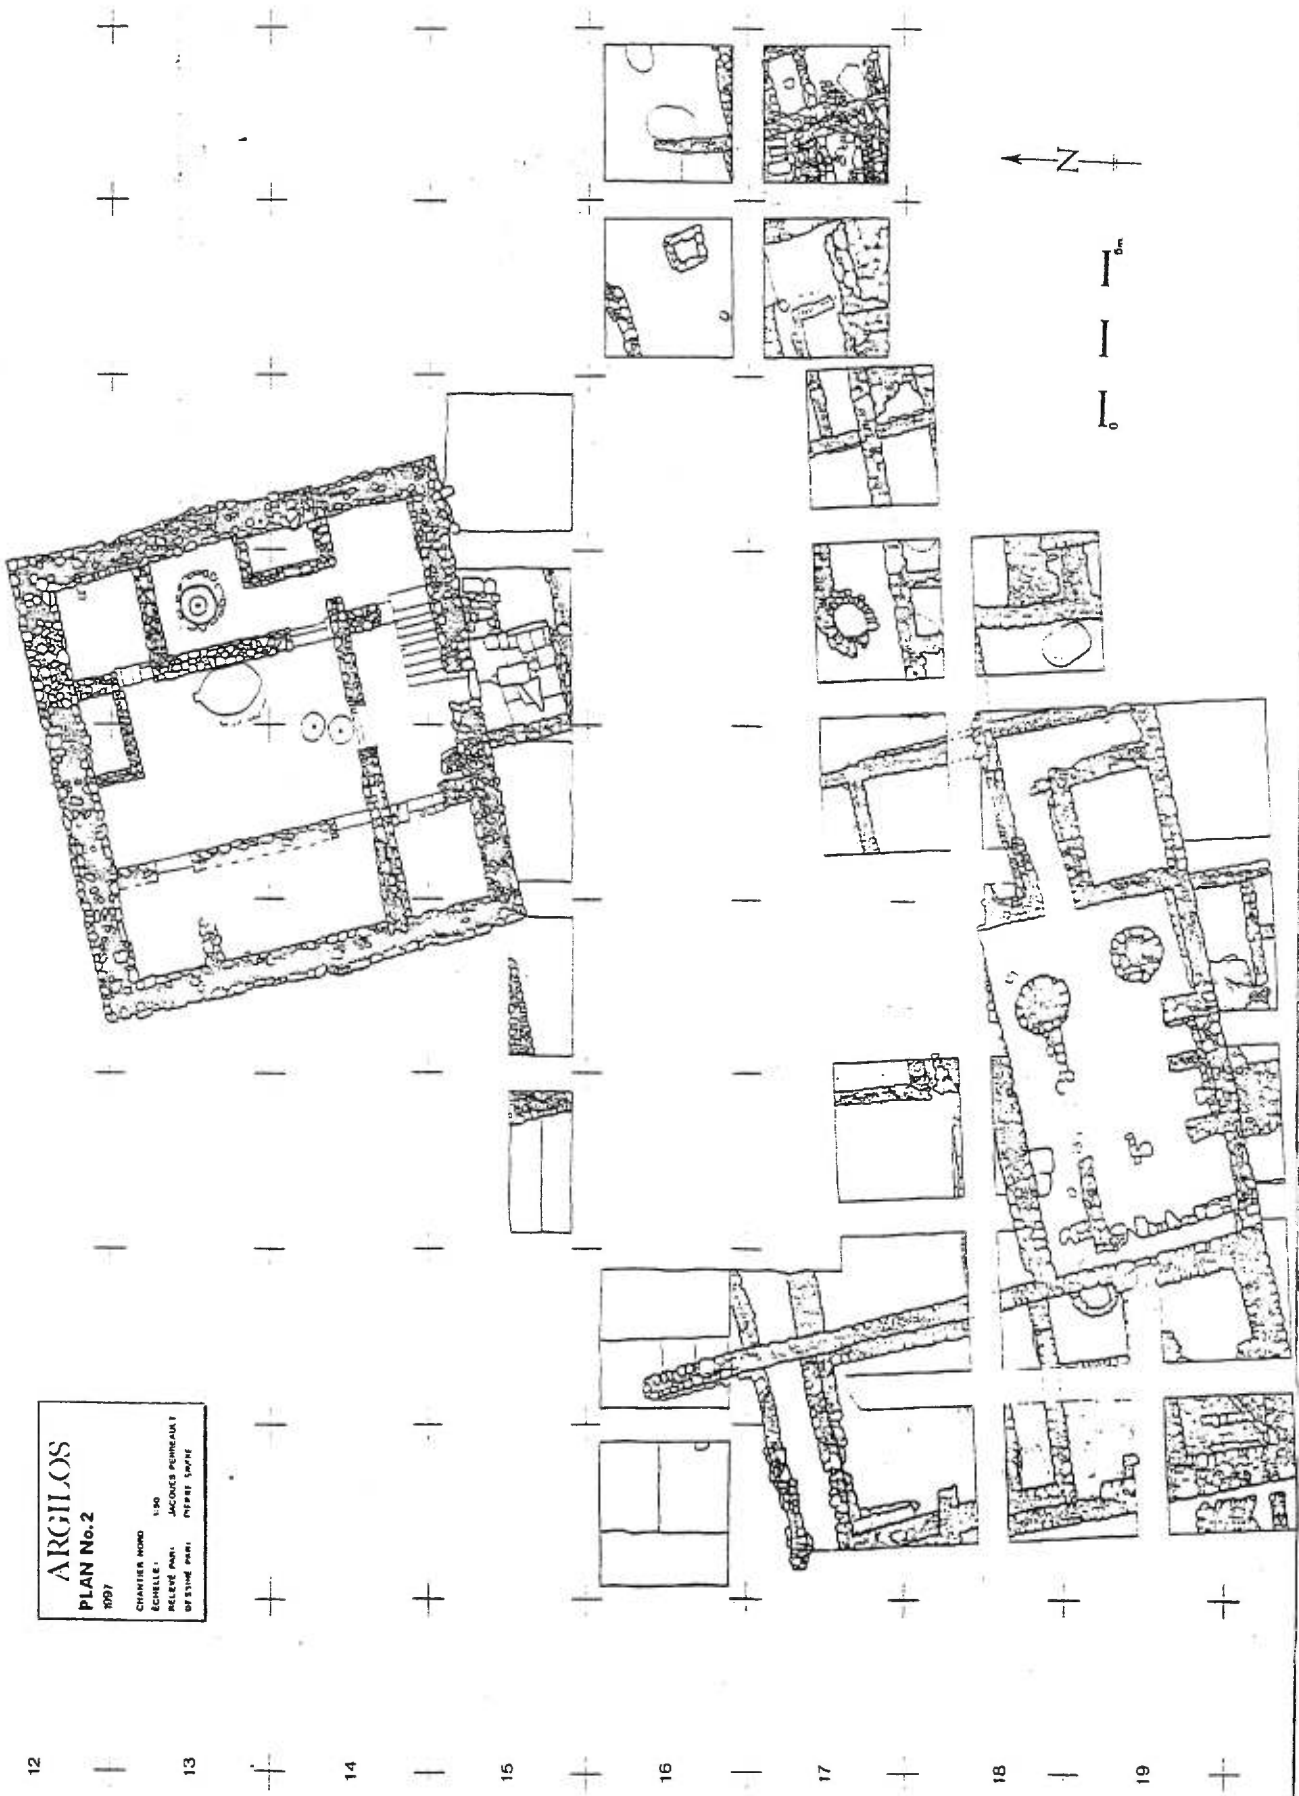 ARGILOS
PLAN No. 2
1997
CHANTIER NORD
ÉCHELLE: 1:50
RELEVÉ PAR: JACQUES PERREAULT
DESSINÉ PAR: PIERRE
12
13
14
15
16
17
18
19
N
0
5m